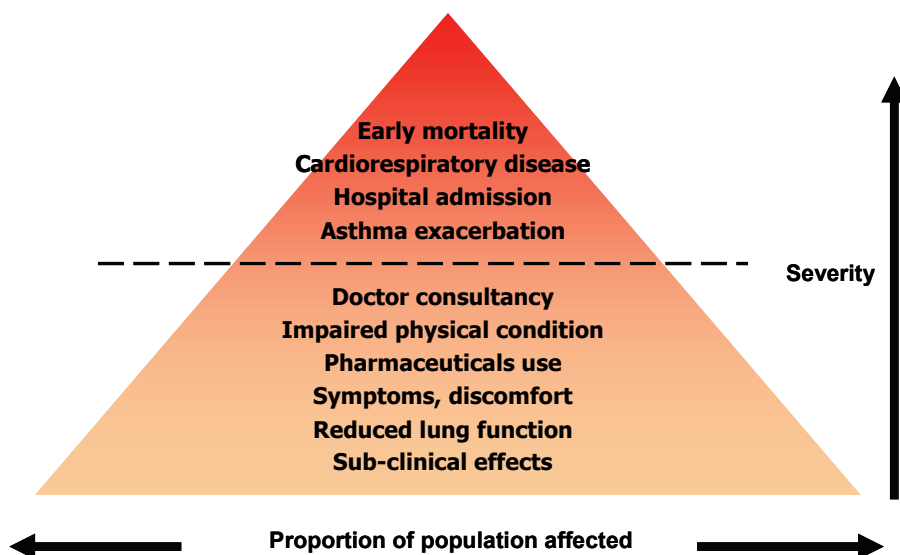 Early mortality
Cardiorespiratory disease
Hospital admission
Asthma exacerbation
Doctor consultancy
Impaired physical condition
Pharmaceuticals use
Symptoms, discomfort
Reduced lung function
Sub-clinical effects
Severity
Proportion of population affected